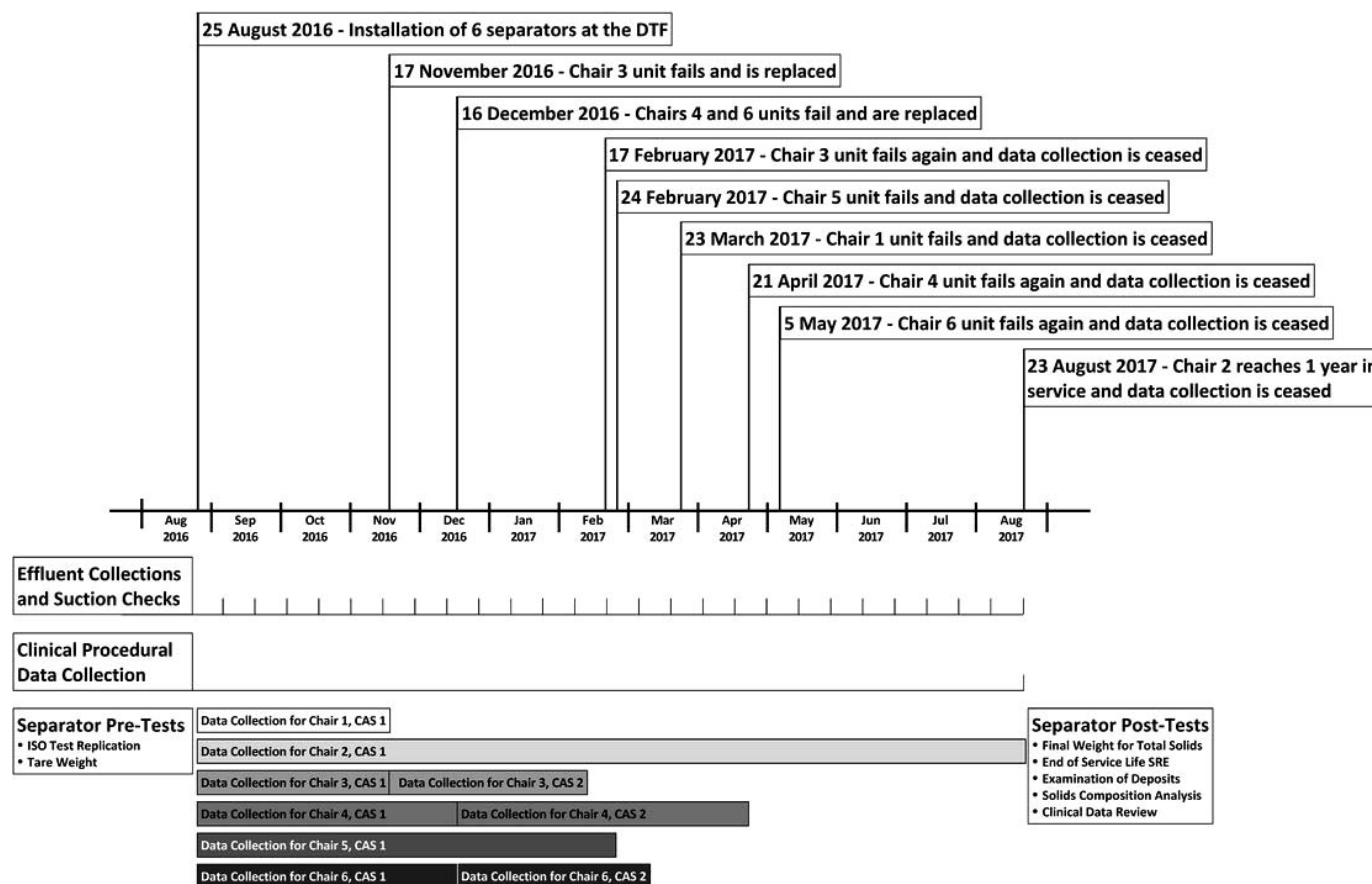 25 August 2016 - Installation of 6 separators at the DTF
17 November 2016 - Chair 3 unit fails and is replaced
16 December 2016 - Chairs 4 and 6 units fail and are replaced
17 February 2017 - Chair 3 unit fails again and data collection is ceased
24 February 2017 - Chair 5 unit fails and data collection is ceased
23 March 2017 - Chair 1 unit fails and data collection is ceased
21 April 2017 - Chair 4 unit fails again and data collection is ceased
5 May 2017 - Chair 6 unit fails again and data collection is ceased
23 August 2017 - Chair 2 reaches 1 year in
service and data collection is ceased
Aug Sep Oct Nov Dec Jan Feb Mar Apr May Jun Jul Aug
2016 2016 2016 2016 2016 2017 2017 2017 2017 2017 2017 2017 2017
Effluent Collections
and Suction Checks
Clinical Procedural
Data Collection
Separator Pre-Tests
• ISO Test Replication
• Tare Weight
Data Collection for Chair 1, CAS 1
Data Collection for Chair 2, CAS 1
Data Collection for Chair 3, CAS 1 Data Collection for Chair 3, CAS 2
Data Collection for Chair 4, CAS 1 Data Collection for Chair 4, CAS 2
Data Collection for Chair 5, CAS 1
Data Collection for Chair 6, CAS 1 Data Collection for Chair 6, CAS 2
Separator Post-Tests
• Final Weight for Total Solids
• End of Service Life SRE
• Examination of Deposits
• Solids Composition Analysis
• Clinical Data Review